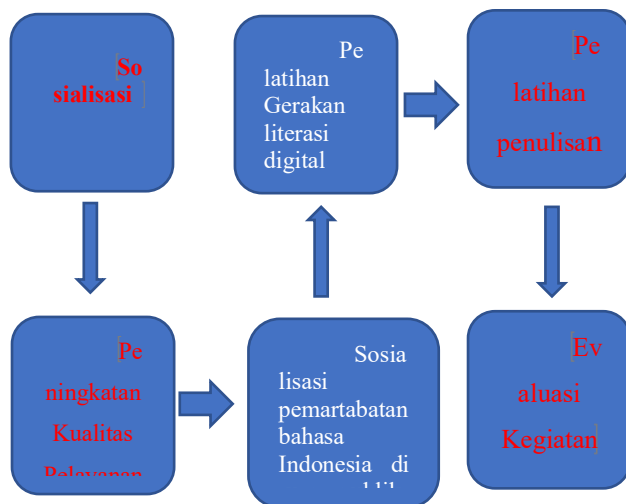 So
sialisasi
Pe
latihan
Gerakan
literasi
digital
Pe
latihan
penulisan
Pe
ningkatan
Kualitas
Pelayanan
Sosia
lisasi
pemartabatan
bahasa
Indonesia di
Ev
aluasi
Kegiatan